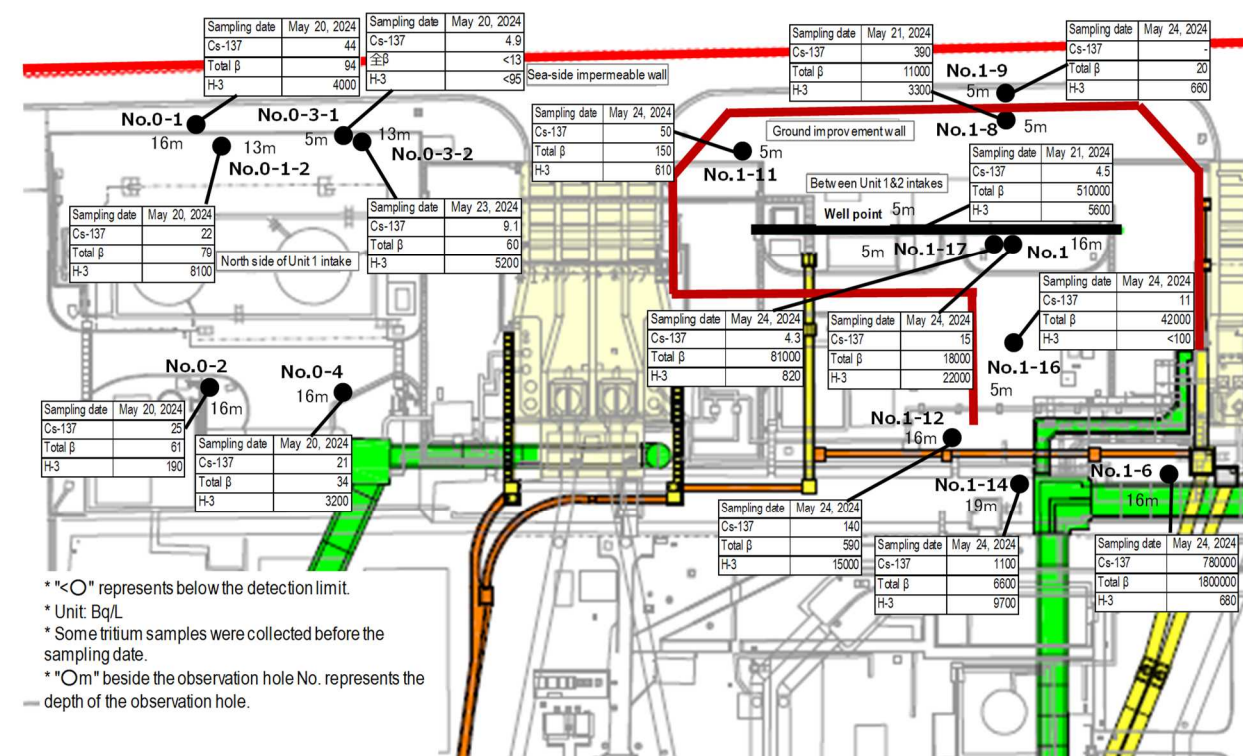 Sampling date May 20, 2024
Cs-137 44
Total β 94
H-3 4000
Sampling date May 20, 2024
Cs-137 4.9
全β <13
H-3 <95
Sea-side impermeable wall
Sampling date May 21, 2024
Cs-137 390
Total β 11000
H-3 3300
Sampling date May 24, 2024
Cs-137 -
Total β 20
H-3 660
No.1-9
5m
No.0-1
16m
No.0-3-1
5m
13m
No.0-1-2
13m
No.0-3-2
Sampling date May 24, 2024
Cs-137 50
Total β 150
H-3 610
5m
No.1-11
Ground improvement wall
No.1-8
5m
Sampling date May 21, 2024
Cs-137 4.5
Total β 510000
H-3 5600
Between Unit 1&2 intakes
Well point
5m
5m
No.1-17
No.1
16m
Sampling date May 20, 2024
Cs-137 22
Total β 79
H-3 8100
North side of Unit 1 intake
Sampling date May 23, 2024
Cs-137 9.1
Total β 60
H-3 5200
Sampling date May 24, 2024
Cs-137 11
Total β 42000
H-3 <100
Sampling date May 24, 2024
Cs-137 4.3
Total β 81000
H-3 820
Sampling date May 24, 2024
Cs-137 15
Total β 18000
H-3 22000
No.1-16
5m
No.0-2
16m
No.0-4
16m
Sampling date May 20, 2024
Cs-137 25
Total β 61
H-3 190
Sampling date May 20, 2024
Cs-137 21
Total β 34
H-3 3200
No.1-12
16m
No.1-14
19m
No.1-6
16m
Sampling date May 24, 2024
Cs-137 140
Total β 590
H-3 15000
Sampling date May 24, 2024
Cs-137 1100
Total β 6600
H-3 9700
Sampling date May 24, 2024
Cs-137 780000
Total β 1800000
H-3 680
* "<〇" represents below the detection limit.
* Unit: Bq/L
* Some tritium samples were collected before the
sampling date.
* "〇m" beside the observation hole No. represents the
depth of the observation hole.